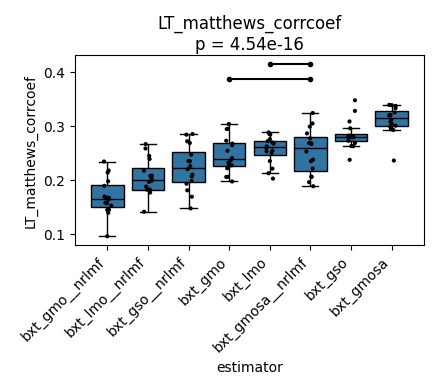 LT_matthews_corrcoef
p = 4.54e-16
LT_matthews_corrcoef
0.4
0.3
0.2
0.1
bxt_gmo__nrlmf
bxt_lmo__nrlmf
bxt_gso__nrlmf
bxt_gmo
bxt_lmo
bxt_gmosa__nrlmf
bxt_gso
bxt_gmosa
estimator